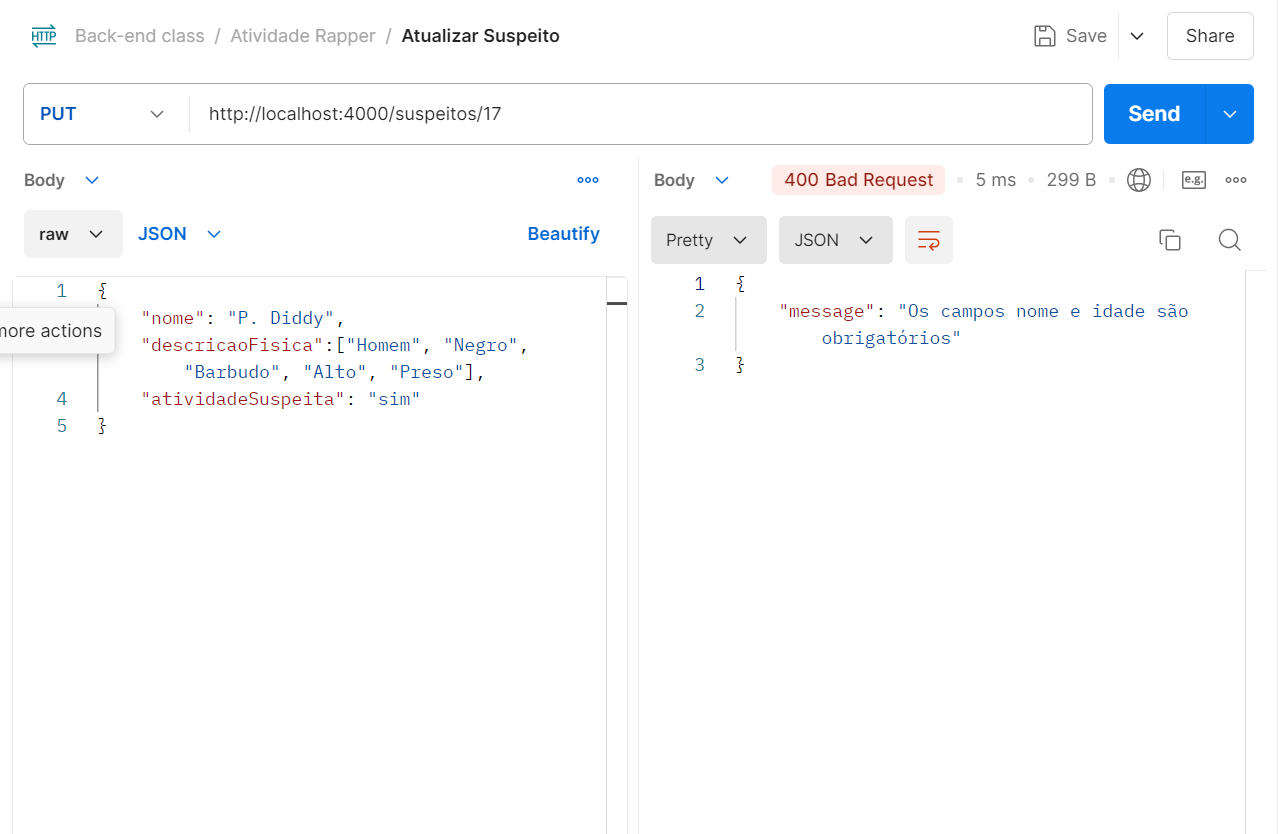 HTTP Back-end class / Atividade Rapper / Atualizar Suspeito Save Share
PUT http://localhost:4000/suspeitos/17 Send
Body
raw JSON Beautify
1 {
more actions
"nome": "P. Diddy",
"descricaoFisica":["Homem", "Negro",
"Barbudo", "Alto", "Preso"],
4 "atividadeSuspeita": "sim"
5 }
Body 400 Bad Request 5 ms 299 B e.g.
Pretty JSON
1 {
2 "message": "Os campos nome e idade são
obrigatórios"
3 }